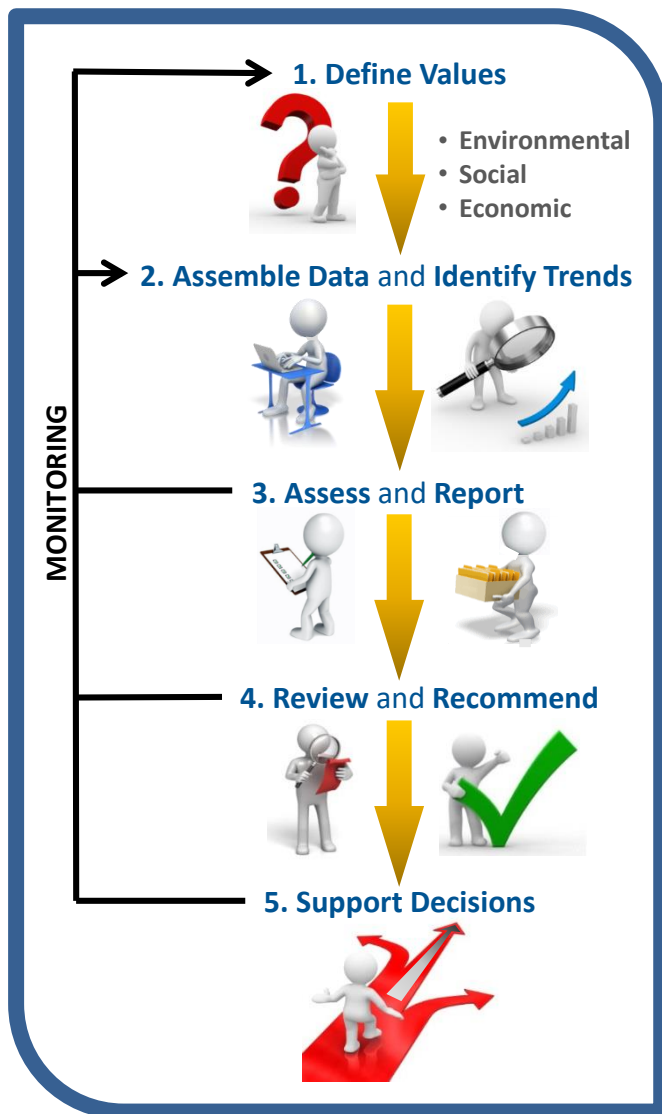 1. Define Values
• Environmental
• Social
• Economic
2. Assemble Data and Identify Trends
MONITORING
3. Assess and Report
4. Review and Recommend
5. Support Decisions